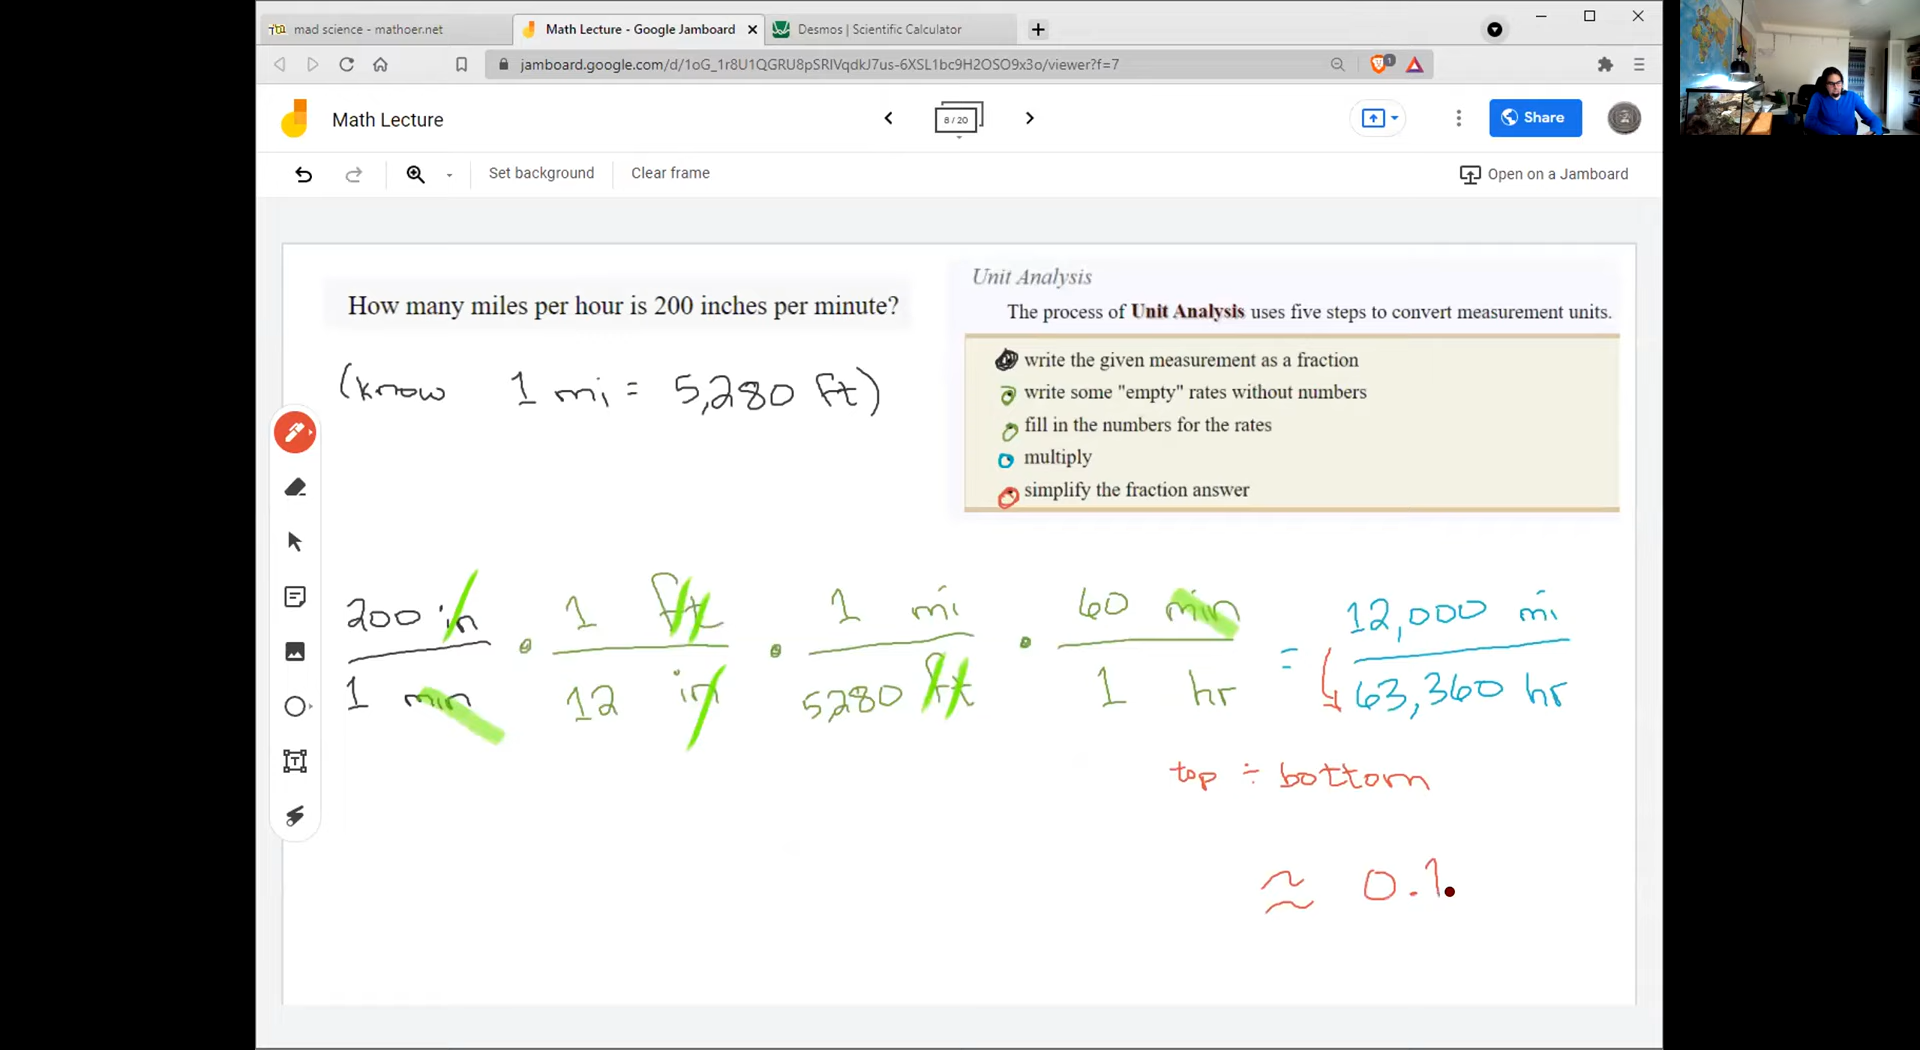 mad science - mathoer.net
Math Lecture - Google Jamboard
Desmos | Scientific Calculator
jamboard.google.com/d/1oG_1r8U1QGRU8pSRIVqdkJ7us-6XSL1bc9H2OSO9x3o/viewer?f=7
1
Math Lecture
8 / 20
Share
Set background
Clear frame
Open on a Jamboard
How many miles per hour is 200 inches per minute?
(know 1 mi = 5,280 ft)
Unit Analysis
The process of Unit Analysis uses five steps to convert measurement units.
write the given measurement as a fraction
write some "empty" rates without numbers
fill in the numbers for the rates
multiply
simplify the fraction answer
200 in · 1 ft · 1 mi · 60 min = 12,000 mi
1 min 12 in 5280 ft 1 hr 63,360 hr
top ÷ bottom
≈ 0.1